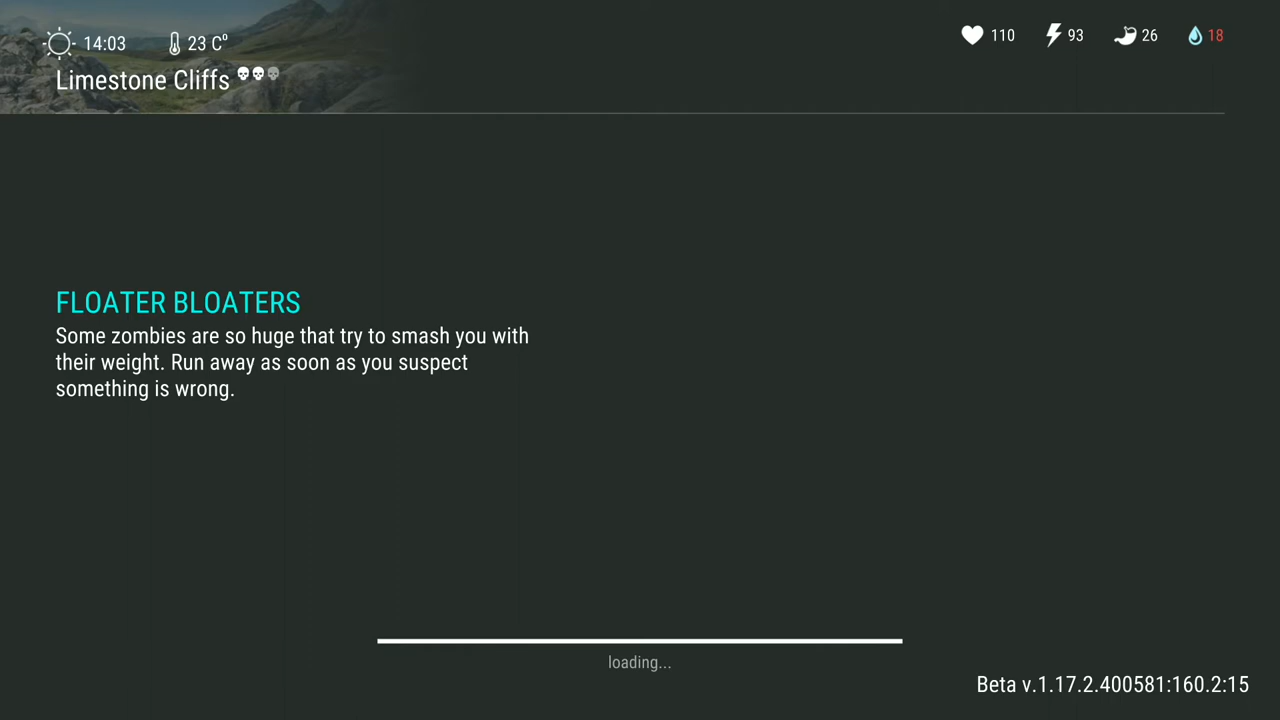 14:03 23 C° 110 93 26 18
Limestone Cliffs
FLOATER BLOATERS
Some zombies are so huge that try to smash you with
their weight. Run away as soon as you suspect
something is wrong.
loading...
Beta v.1.17.2.400581:160.2:15